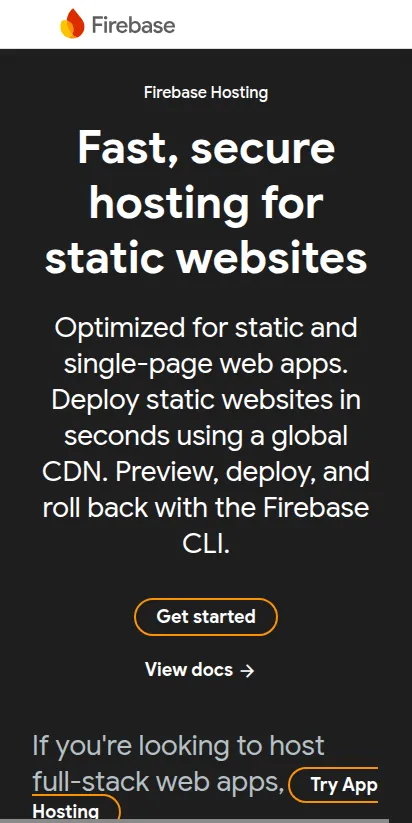 Firebase
Firebase Hosting
Fast, secure
hosting for
static websites
Optimized for static and
single-page web apps.
Deploy static websites in
seconds using a global
CDN. Preview, deploy, and
roll back with the Firebase
CLI.
Get started
View docs →
If you're looking to host
full-stack web apps, Try App
Hosting